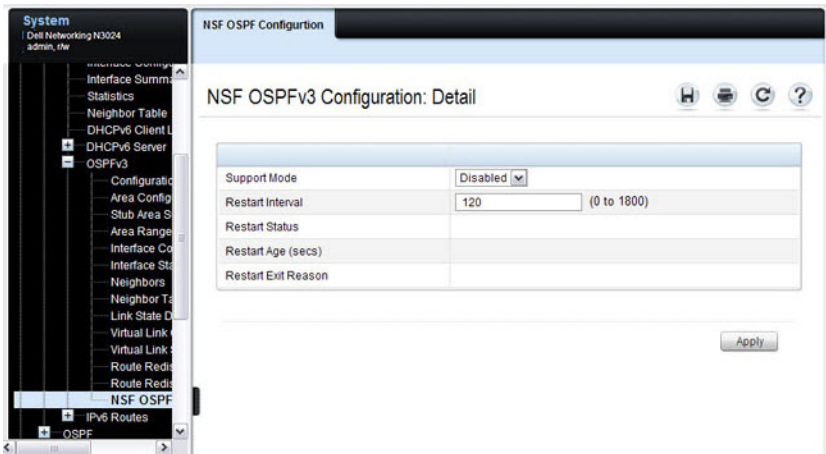 System
Dell Networking N3024
admin, r/w
NSF OSPF Configurtion
Interface Summa
Statistics
Neighbor Table
DHCPv6 Client L
DHCPv6 Server
OSPFv3
Configuratio
Area Config
Stub Area S
Area Range
Interface Co
Interface Sta
Neighbors
Neighbor Ta
Link State D
Virtual Link
Virtual Link
Route Redis
Route Redis
NSF OSPF
IPv6 Routes
OSPF
NSF OSPFv3 Configuration: Detail
Support Mode Disabled
Restart Interval 120 (0 to 1800)
Restart Status
Restart Age (secs)
Restart Exit Reason
Apply